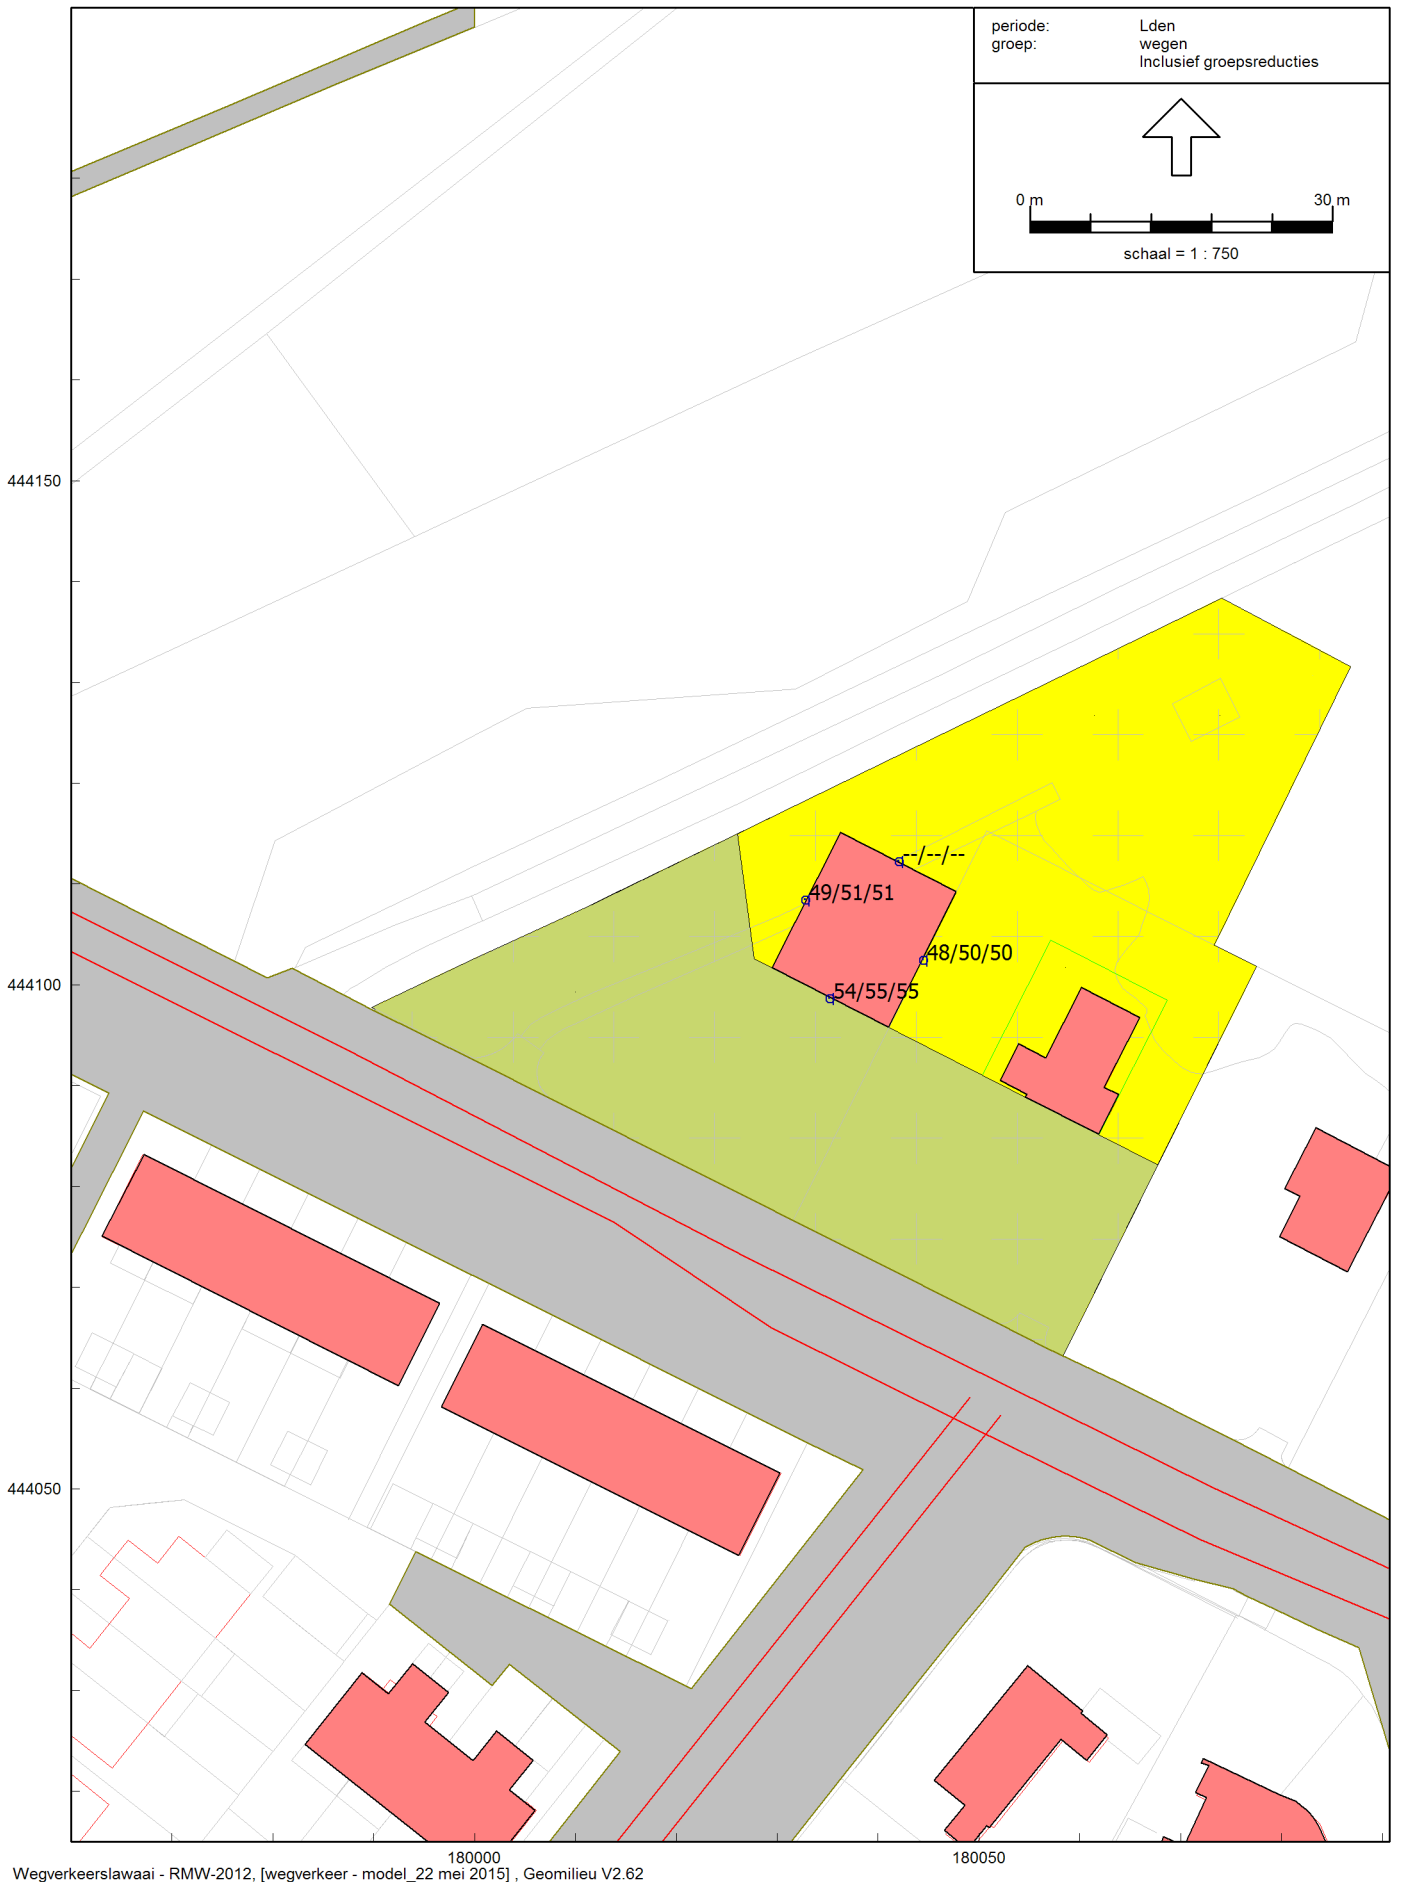 periode: Lden
groep: wegen
Inclusief groepsreducties
0 m 30 m
schaal = 1 : 750
444150
--/--/--
49/51/51
48/50/50
54/55/55
444100
444050
180000 180050
Wegverkeerslawaai - RMW-2012, [wegverkeer - model_22 mei 2015] , Geomilieu V2.62